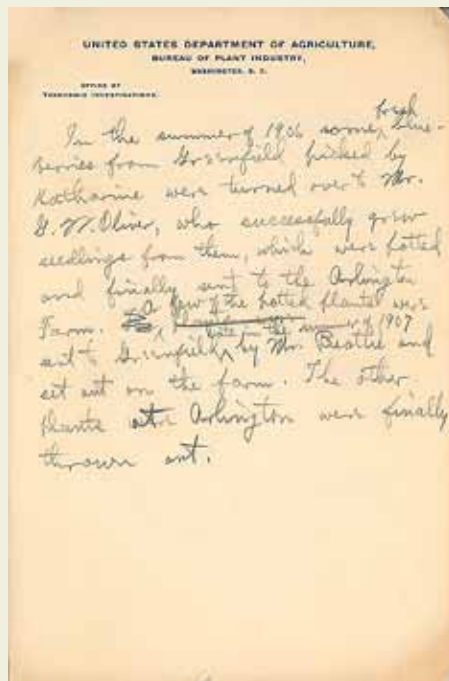 UNITED STATES DEPARTMENT OF AGRICULTURE,
BUREAU OF PLANT INDUSTRY,
WASHINGTON, D. C.
OFFICE OF
TAXONOMIC INVESTIGATIONS.
fresh
In the summer of 1906 some blue-
berries from Greenfield picked by
Katharine were turned over to Mr.
G. W. Oliver, who successfully grew
seedlings from them, which were potted
and finally sent to the Arlington
Farm. A few of the potted plants were
late in the summer of 1907
sent to Greenfield by Mr. Beattie and
set out on the farm. The other
plants at Arlington were finally
thrown out.